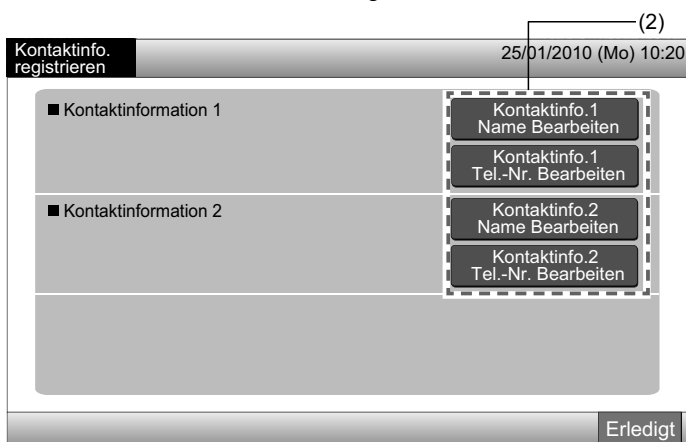 (2)
Kontaktinfo.
registrieren
25/01/2010 (Mo) 10:20
■ Kontaktinformation 1
Kontaktinfo.1
Name Bearbeiten
Kontaktinfo.1
Tel.-Nr. Bearbeiten
■ Kontaktinformation 2
Kontaktinfo.2
Name Bearbeiten
Kontaktinfo.2
Tel.-Nr. Bearbeiten
Erledigt